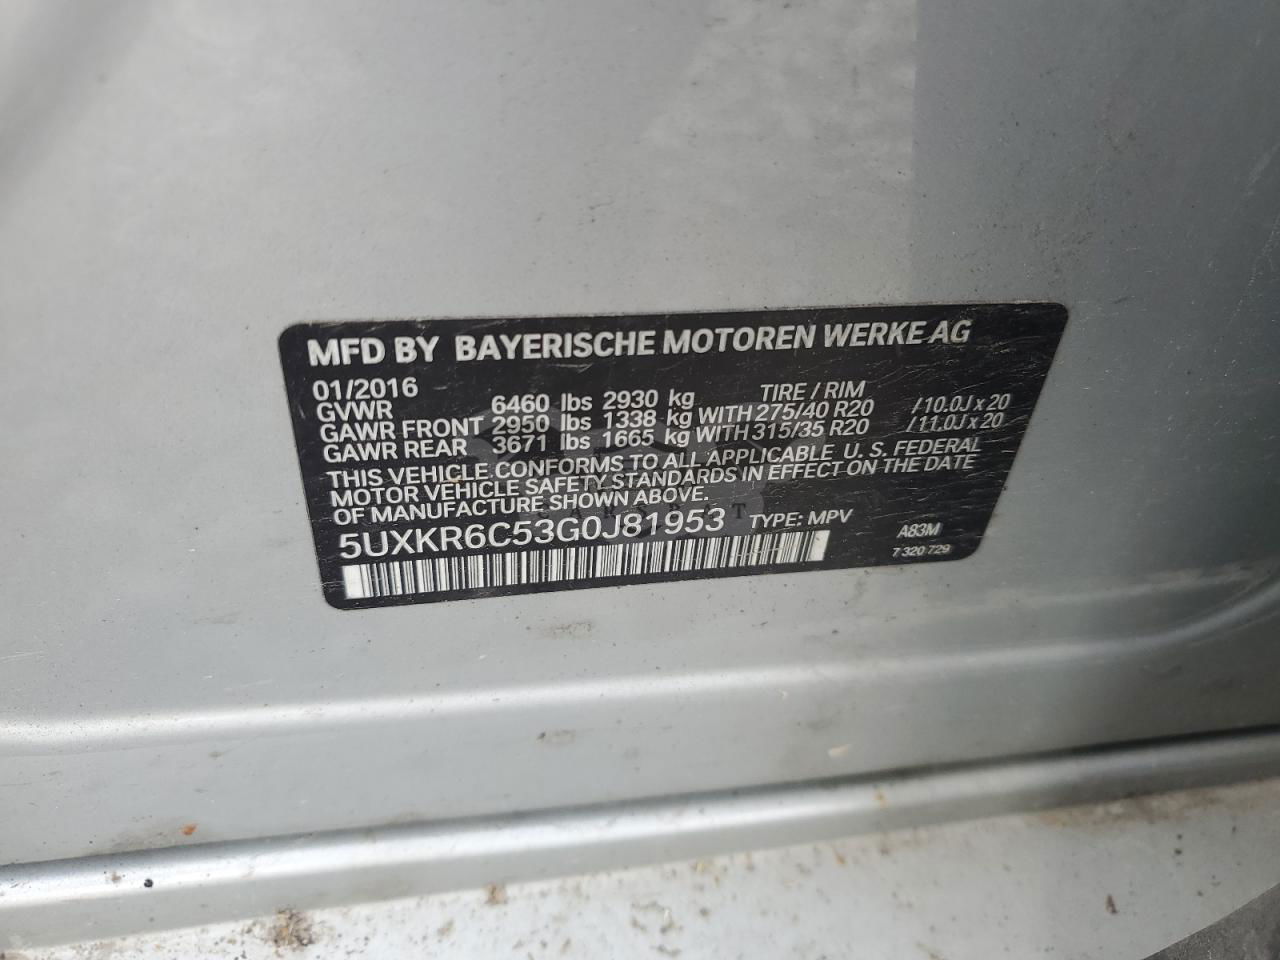 MFD BY BAYERISCHE MOTOREN WERKE AG
01/2016 TIRE / RIM
GVWR 6460 lbs 2930 kg
GAWR FRONT 2950 lbs 1338 kg WITH 275/40 R20 /10.0J x 20
GAWR REAR 3671 lbs 1665 kg WITH 315/35 R20 /11.0J x 20
THIS VEHICLE CONFORMS TO ALL APPLICABLE U. S. FEDERAL
MOTOR VEHICLE SAFETY STANDARDS IN EFFECT ON THE DATE
OF MANUFACTURE SHOWN ABOVE.
5UXKR6C53G0J81953 TYPE: MPV A83M
7 320 729